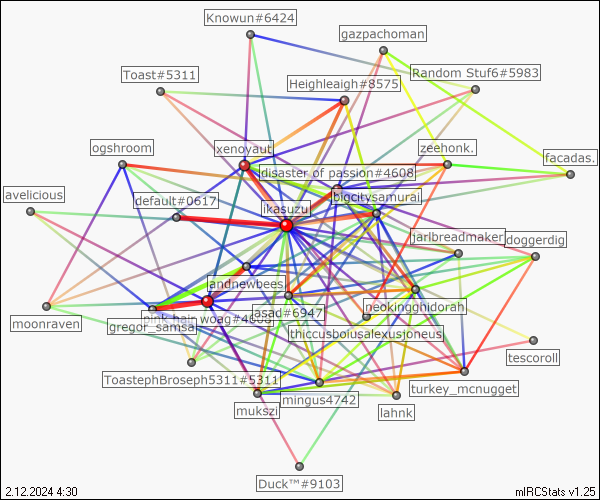 Knowun#6424
gazpachoman
Toast#5311
Random Stuf6#5983
Heighleaigh#8575
ogshroom
xenoyaut
zeehonk.
facadas.
disaster of passion#4608
avelicious
default#0617
ikasuzu
bigcitysamurai
jarlbreadmaker
doggerdig
andnewbees
moonraven
gregor_samsa
pink hair woag#4808
asad#6947
neokingghidorah
thiccusboiusalexusjoneus
tescoroll
ToastephBroseph5311#5311
turkey_mcnugget
mukszi
mingus4742
lahnk
Duck™#9103
2.12.2024 4:30
mIRCStats v1.25